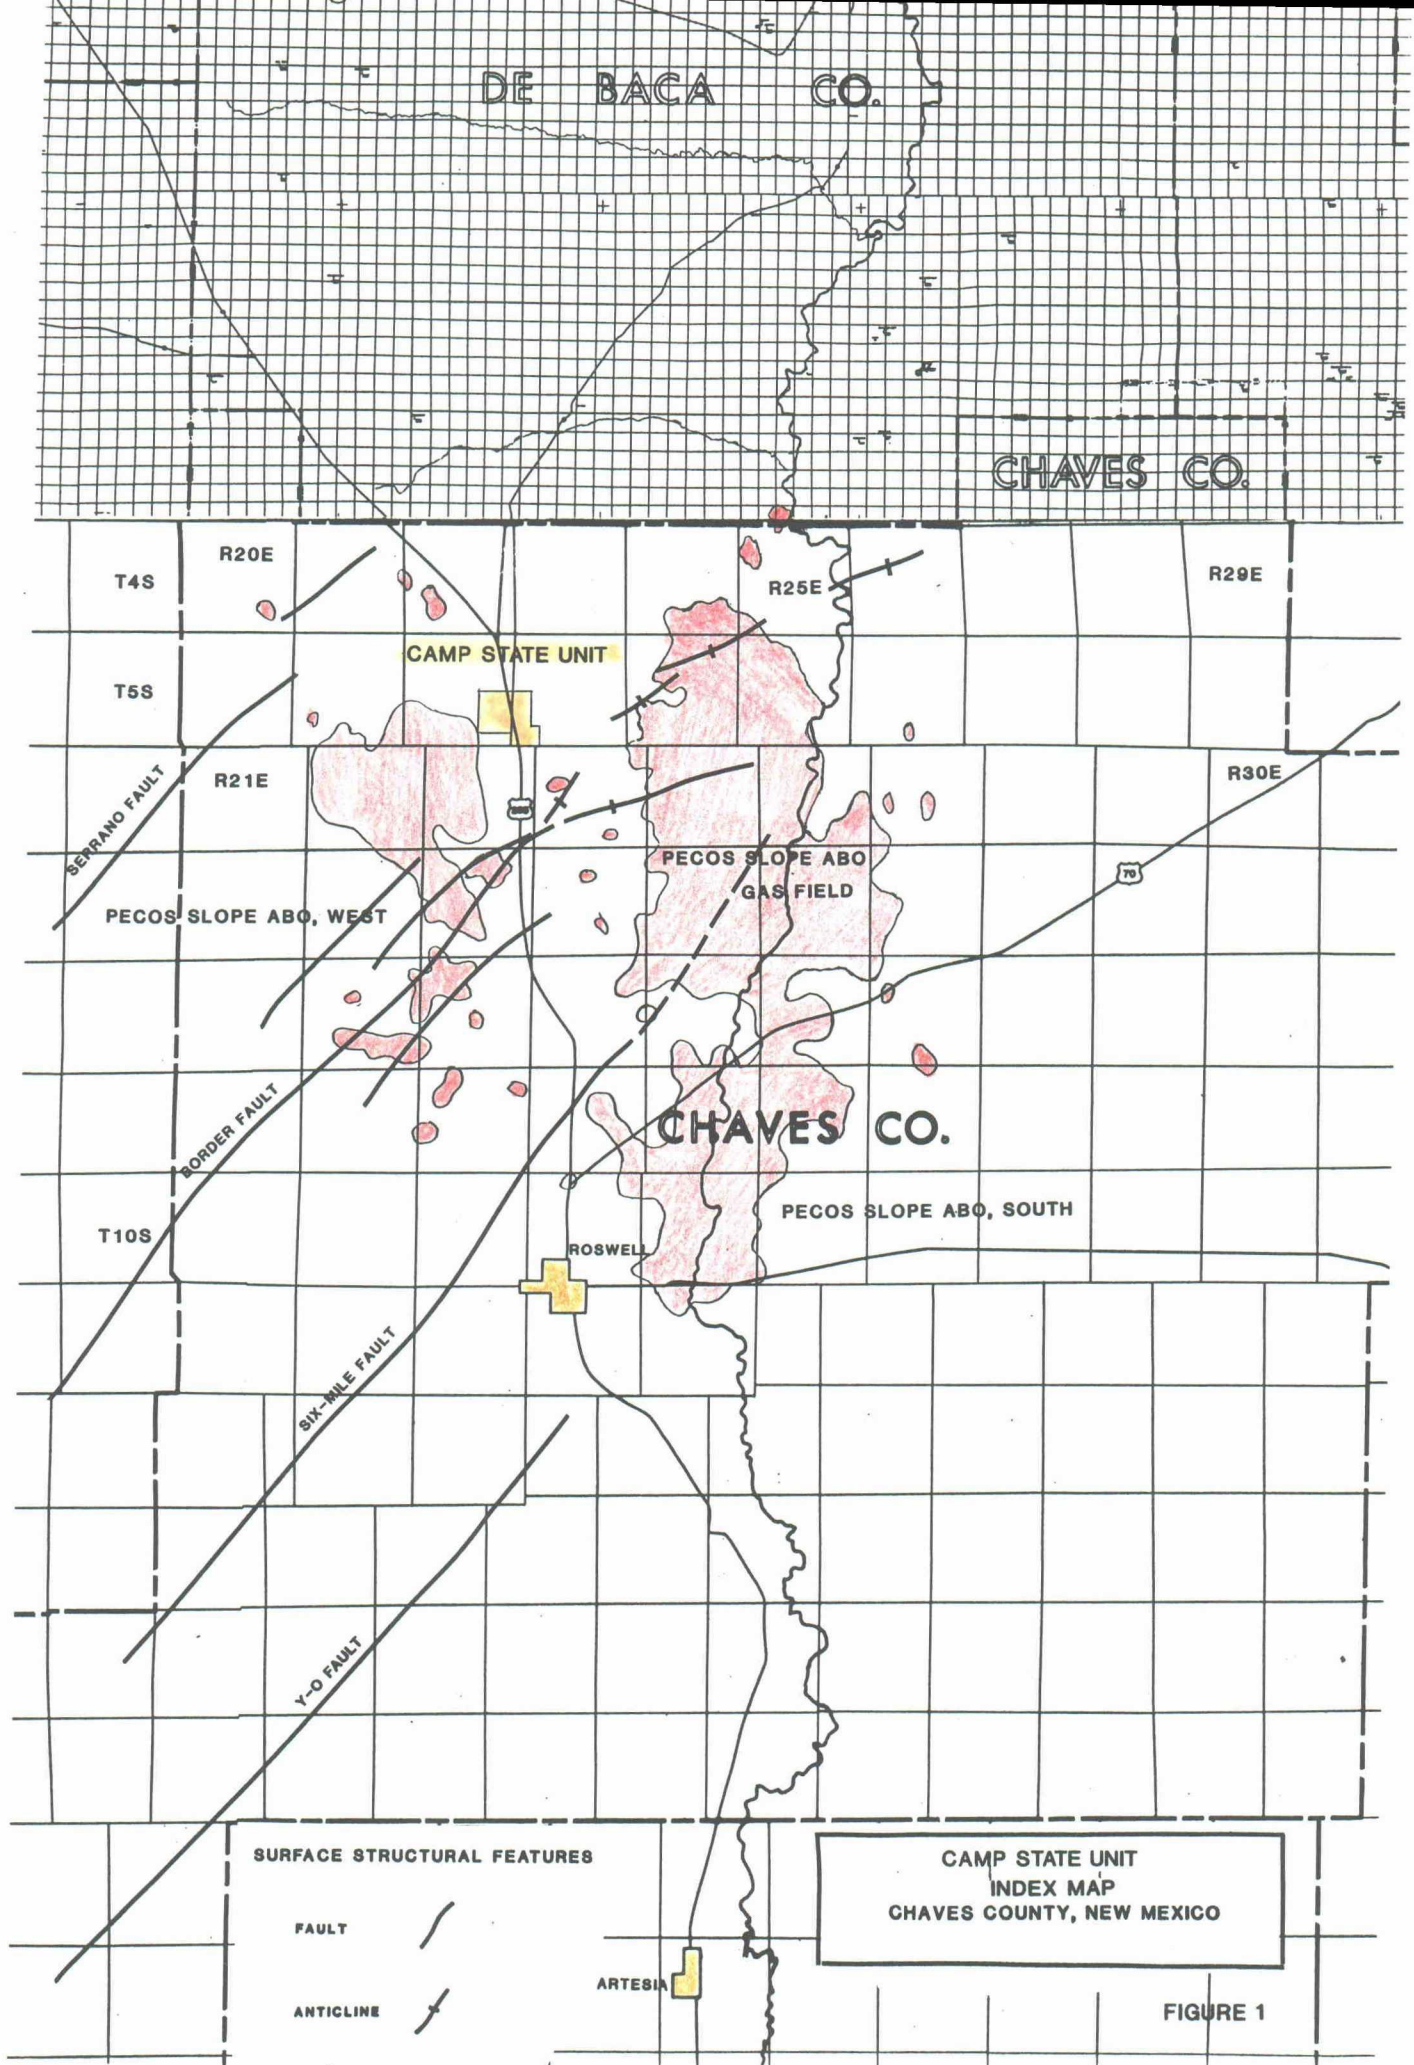 DE BACA CO.
CHAVES CO.
R20E
T4S
R25E
R29E
CAMP STATE UNIT
T5S
R21E
R30E
SERRANO FAULT
PECOS SLOPE ABO
70
GAS FIELD
PECOS SLOPE ABO, WEST
BORDER FAULT
CHAVES CO.
PECOS SLOPE ABO, SOUTH
T10S
ROSWELL
SIX-MILE FAULT
Y-O FAULT
SURFACE STRUCTURAL FEATURES
FAULT
ANTICLINE
ARTESIA
CAMP STATE UNIT
INDEX MAP
CHAVES COUNTY, NEW MEXICO
FIGURE 1